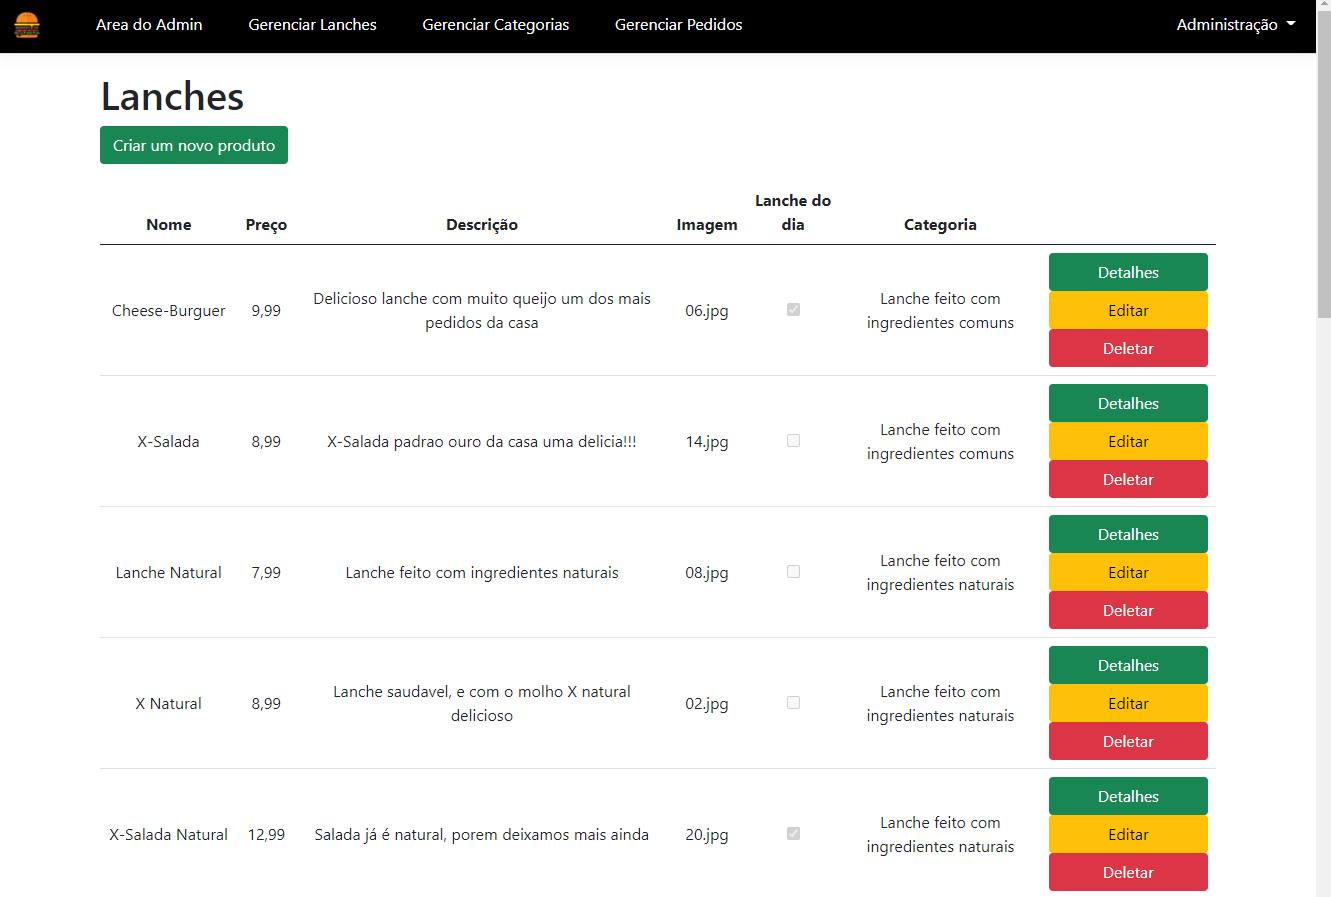 Area do Admin
Gerenciar Lanches
Gerenciar Categorias
Gerenciar Pedidos
Administração
Lanches
Criar um novo produto
Nome
Preço
Descrição
Imagem
Lanche do
dia
Categoria
Cheese-Burguer
9,99
Delicioso lanche com muito queijo um dos mais
pedidos da casa
06.jpg
Lanche feito com
ingredientes comuns
Detalhes
Editar
Deletar
X-Salada
8,99
X-Salada padrao ouro da casa uma delicia!!!
14.jpg
Lanche feito com
ingredientes comuns
Detalhes
Editar
Deletar
Lanche Natural
7,99
Lanche feito com ingredientes naturais
08.jpg
Lanche feito com
ingredientes naturais
Detalhes
Editar
Deletar
X Natural
8,99
Lanche saudavel, e com o molho X natural
delicioso
02.jpg
Lanche feito com
ingredientes naturais
Detalhes
Editar
Deletar
X-Salada Natural
12,99
Salada já é natural, porem deixamos mais ainda
20.jpg
Lanche feito com
ingredientes naturais
Detalhes
Editar
Deletar